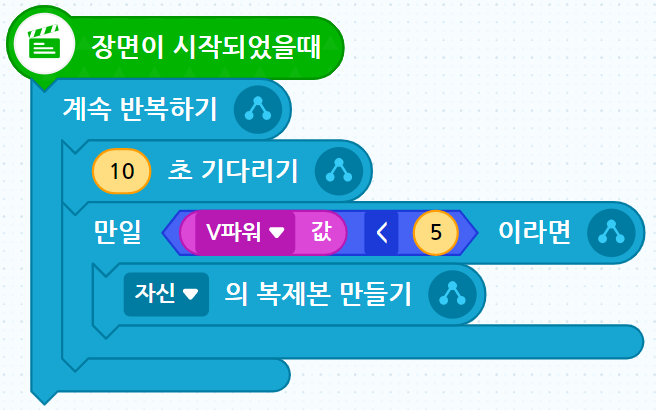 장면이 시작되었을때
계속 반복하기
10 초 기다리기
만일 V파워 값 < 5 이라면
자신 의 복제본 만들기